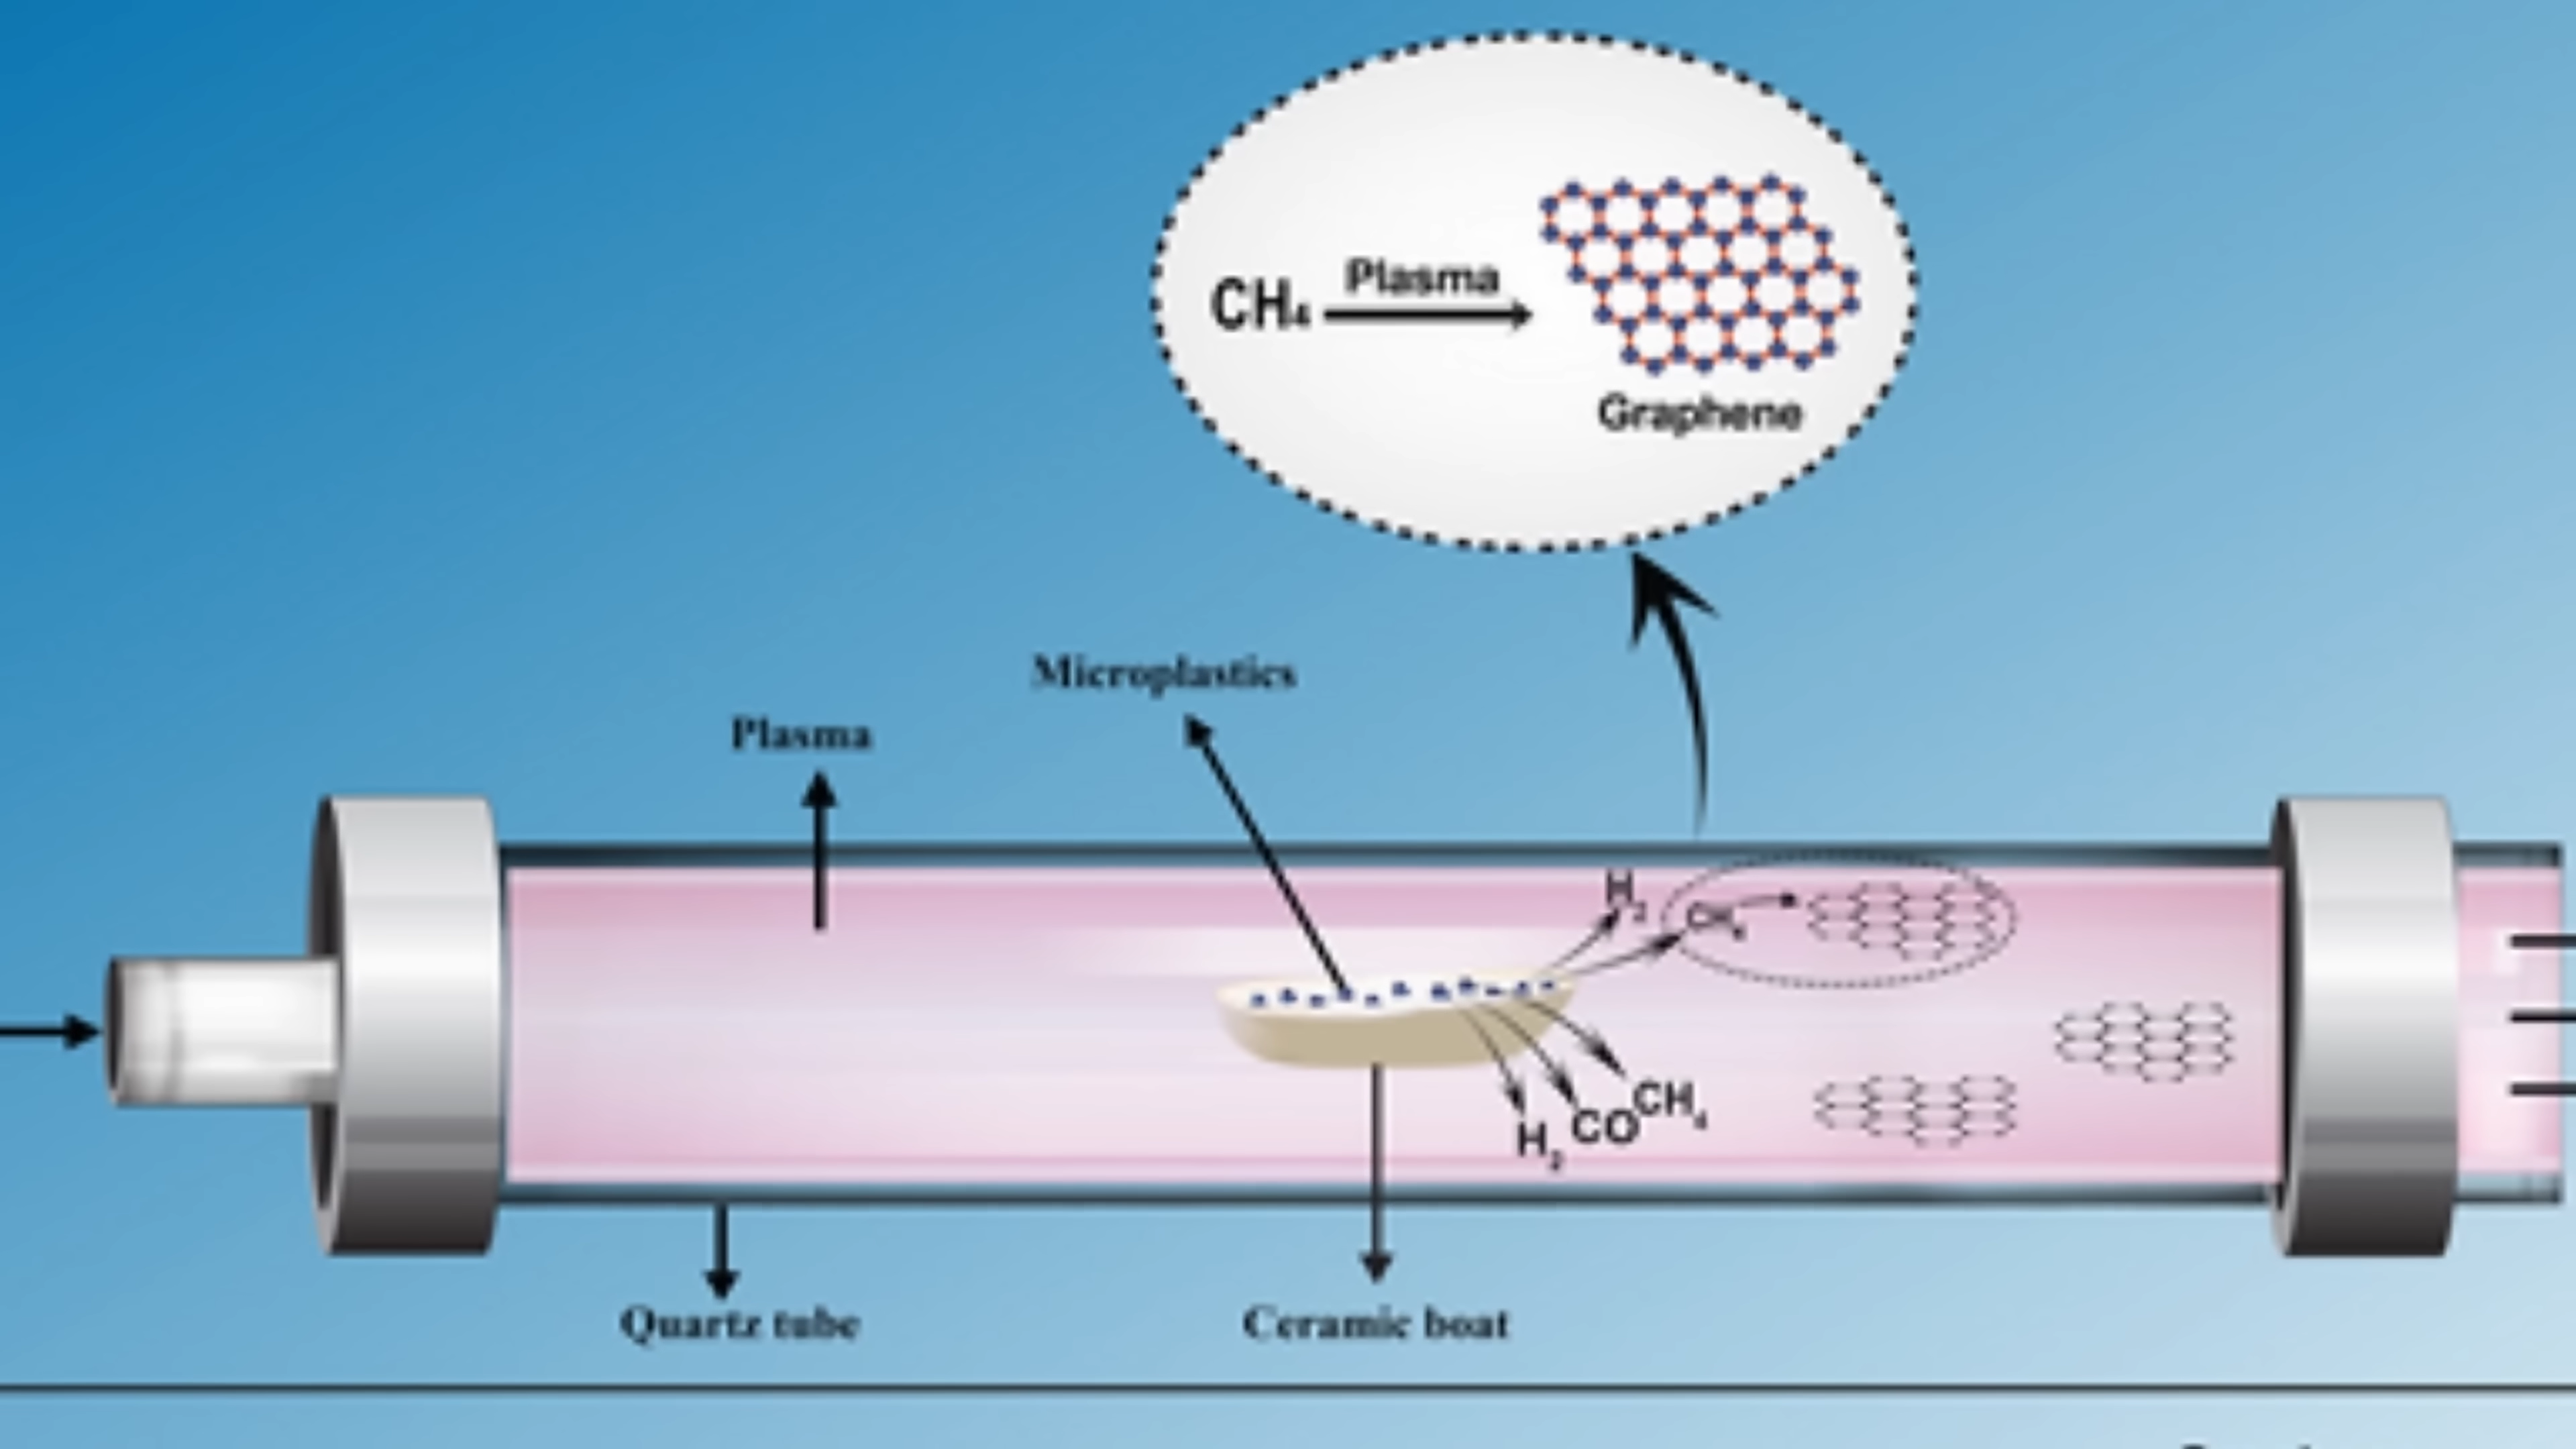 CH₄
Plasma
Graphene
Microplastics
Plasma
H₂
CH₄
CH₄
CO
H₂
Quartz tube
Ceramic boat